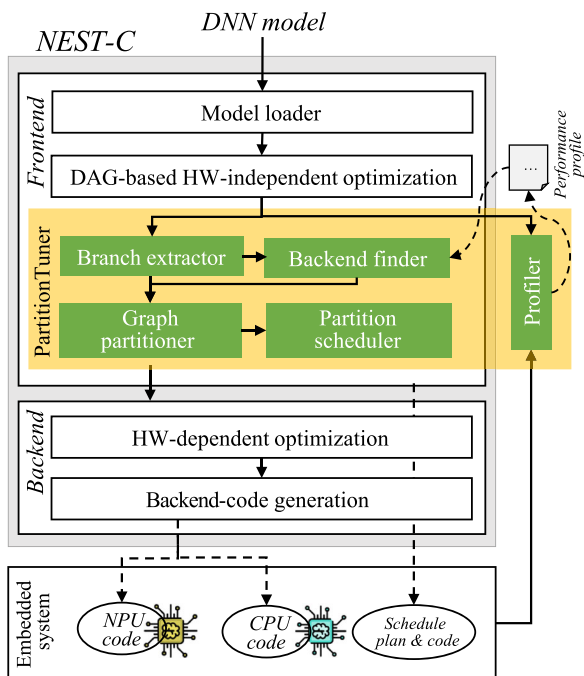 DNN model
NEST-C
Frontend
Model loader
DAG-based HW-independent optimization
...
Performance
profile
PartitionTuner
Branch extractor
Backend finder
Profiler
Graph
partitioner
Partition
scheduler
Backend
HW-dependent optimization
Backend-code generation
Embedded
system
NPU
code
CPU
code
Schedule
plan & code